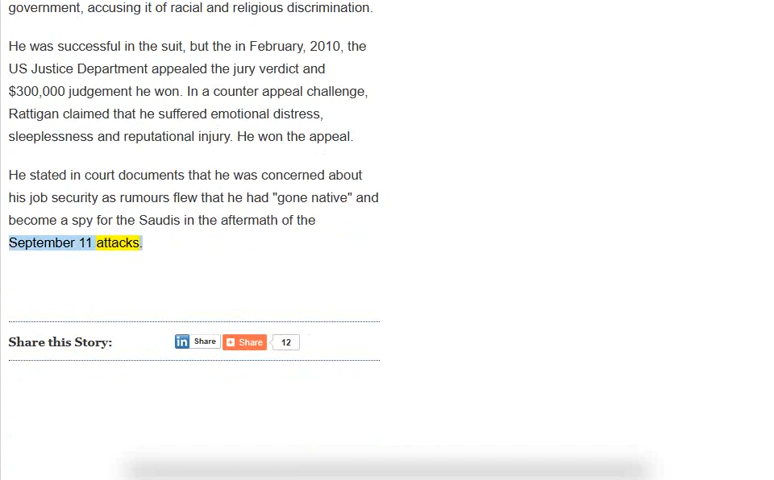 government, accusing it of racial and religious discrimination.
He was successful in the suit, but the in February, 2010, the
US Justice Department appealed the jury verdict and
$300,000 judgement he won. In a counter appeal challenge,
Rattigan claimed that he suffered emotional distress,
sleeplessness and reputational injury. He won the appeal.
He stated in court documents that he was concerned about
his job security as rumours flew that he had "gone native" and
become a spy for the Saudis in the aftermath of the
September 11 attacks.
Share this Story: in Share Share 12